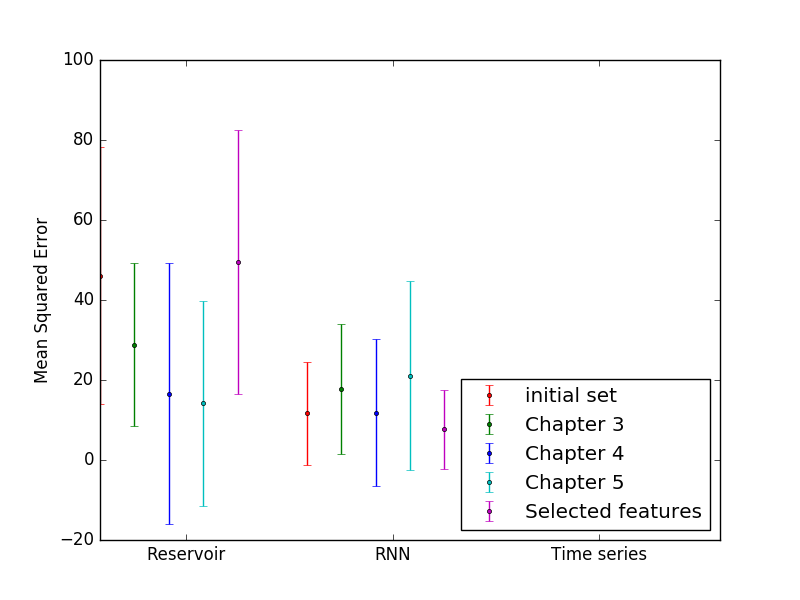 100
80
60
40
20
0
−20
Mean Squared Error
initial set
Chapter 3
Chapter 4
Chapter 5
Selected features
Reservoir
RNN
Time series